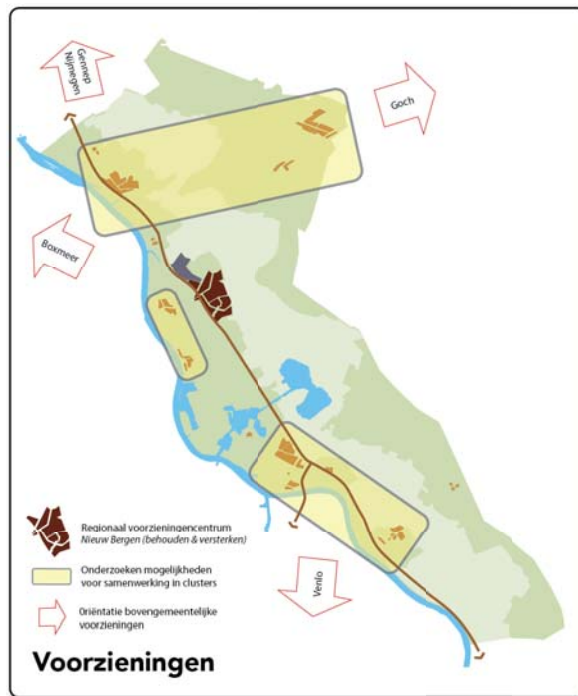 Gennep
Nijmegen
Goch
Boxmeer
Venlo
Regionaal voorzieningencentrum
Nieuw Bergen (behouden & versterken)
Onderzoeken mogelijkheden
voor samenwerking in clusters
Oriëntatie bovengemeentelijke
voorzieningen
Voorzieningen